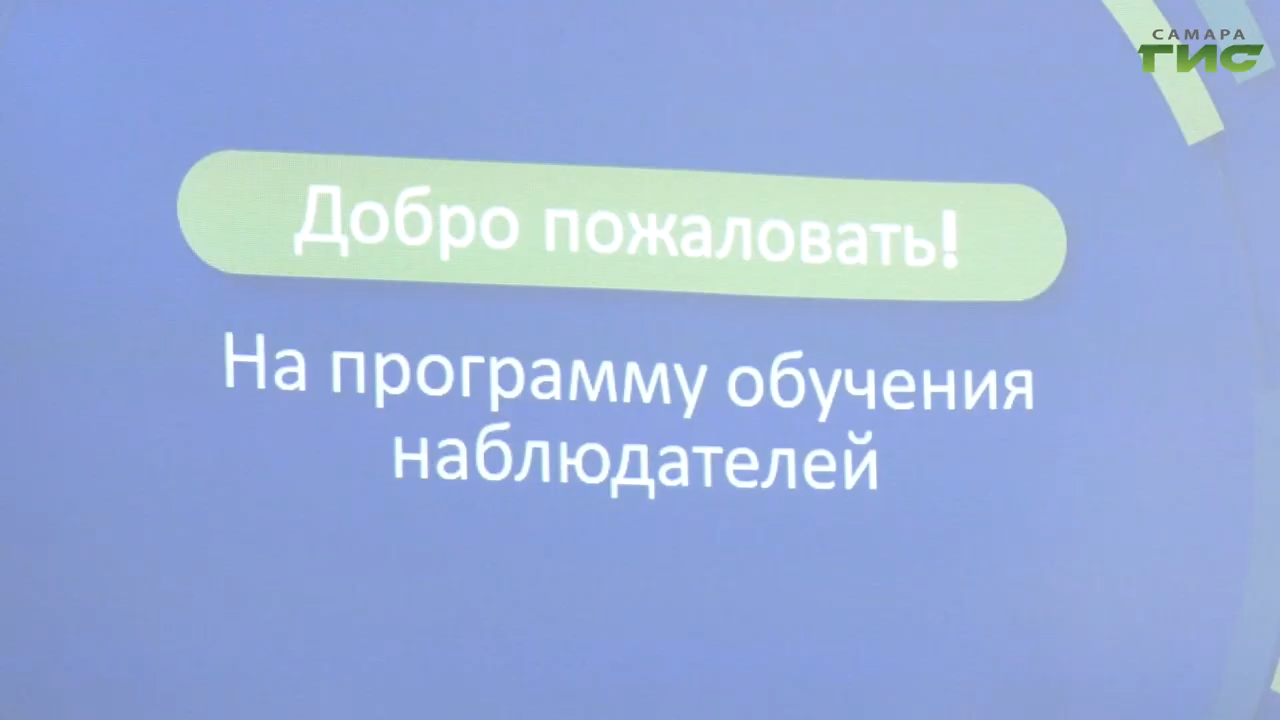 САМАРА
ГИС
Добро пожаловать!
На программу обучения
наблюдателей